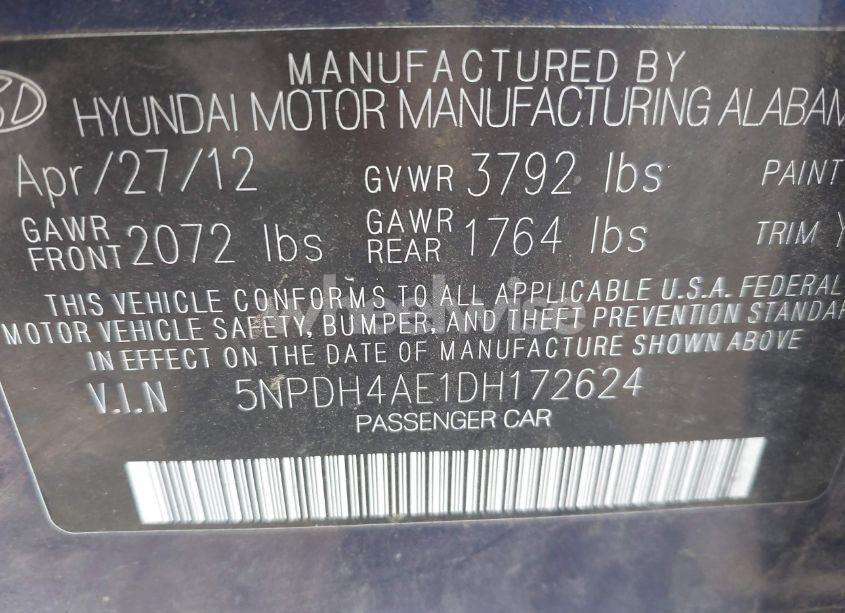 MANUFACTURED BY
HYUNDAI MOTOR MANUFACTURING ALABAM
Apr/27/12 GVWR 3792 lbs PAINT
GAWR FRONT 2072 lbs GAWR REAR 1764 lbs TRIM Y
THIS VEHICLE CONFORMS TO ALL APPLICABLE U.S.A. FEDERAL
MOTOR VEHICLE SAFETY, BUMPER, AND THEFT PREVENTION STANDAR
IN EFFECT ON THE DATE OF MANUFACTURE SHOWN ABOVE
V.I.N 5NPDH4AE1DH172624
PASSENGER CAR